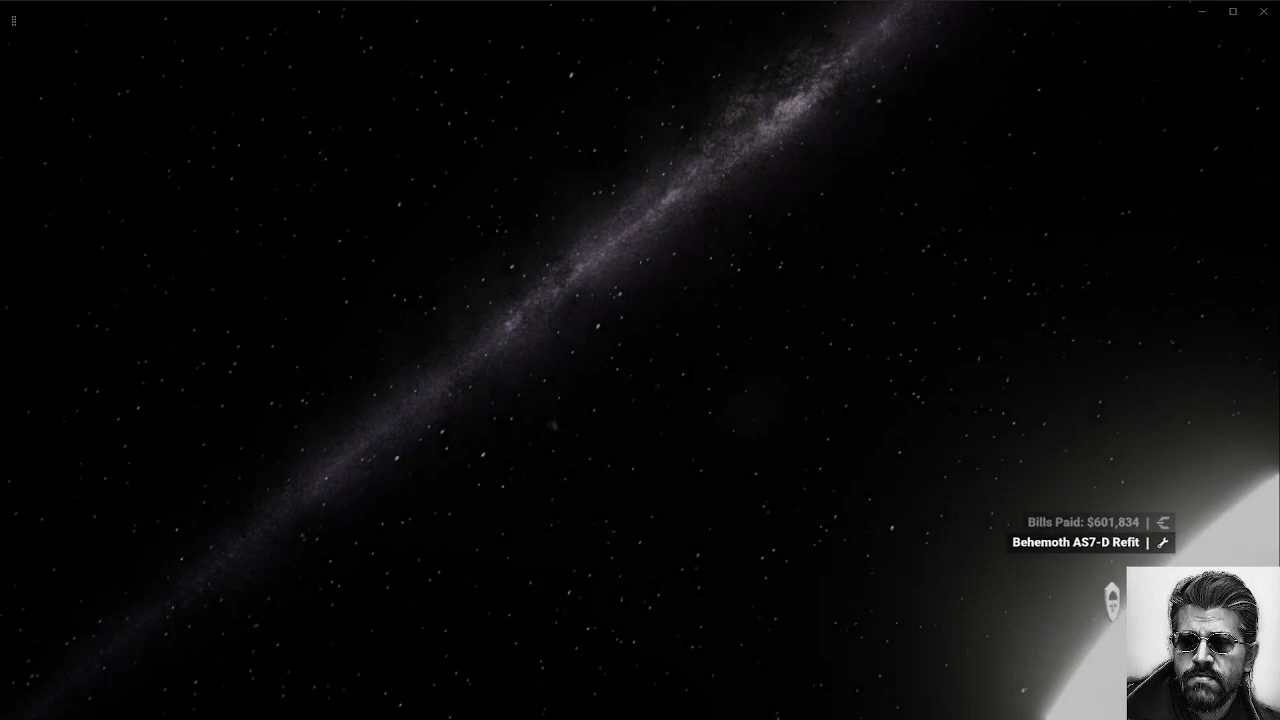 Bills Paid: $601,834 |
Behemoth AS7-D Refit |